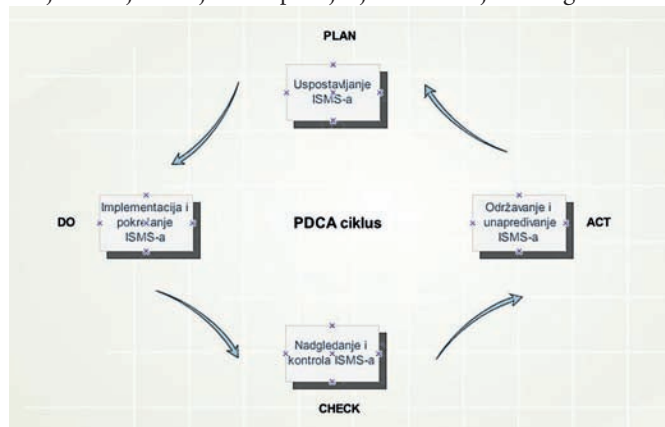 PLAN
Uspostavljanje
ISMS-a
DO
Implementacija i
pokretanje
ISMS-a
PDCA ciklus
Održavanje i
unapređivanje
ISMS-a
ACT
Nadgledanje i
kontrola ISMS-a
CHECK